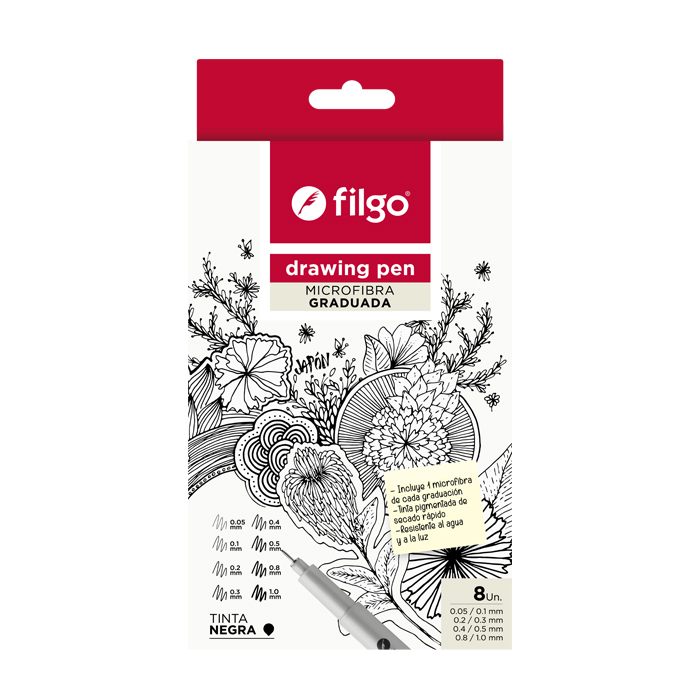 filgo®
drawing pen
MICROFIBRA
GRADUADA
JAPÓN
- Incluye 1 microfibra
de cada graduación
-Tinta pigmentada de
secado rápido
-Resistente al agua
y a la luz
0.05 mm
0.4 mm
0.1 mm
0.5 mm
0.2 mm
0.8 mm
0.3 mm
1.0 mm
TINTA
NEGRA
8 Un.
0.05 / 0.1 mm
0.2 / 0.3 mm
0.4 / 0.5 mm
0.8 / 1.0 mm